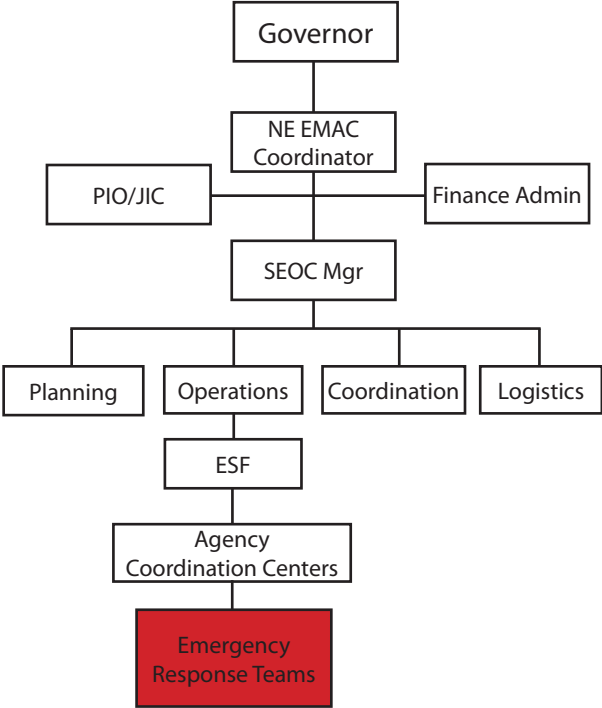 Governor
NE EMAC
Coordinator
PIO/JIC
Finance Admin
SEOC Mgr
Planning
Operations
Coordination
Logistics
ESF
Agency
Coordination Centers
Emergency
Response Teams